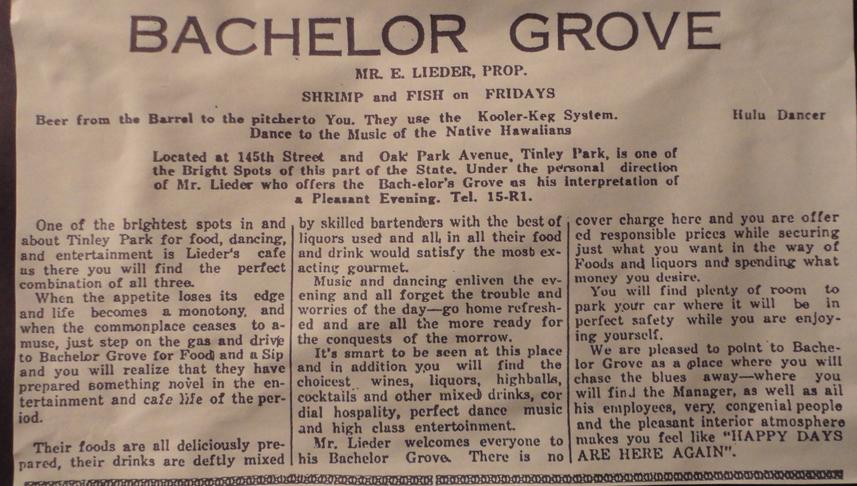 BACHELOR GROVE
MR. E. LIEDER, PROP.
SHRIMP and FISH on FRIDAYS
Beer from the Barrel to the pitcherto You. They use the Kooler-Keg System. Hulu Dancer
Dance to the Music of the Native Hawaiians
Located at 145th Street and Oak Park Avenue, Tinley Park, is one of
the Bright Spots of this part of the State. Under the personal direction
of Mr. Lieder who offers the Bach-elor's Grove as his interpretation of
a Pleasant Evening. Tel. 15-R1.
One of the brightest spots in and
about Tinley Park for food, dancing,
and entertainment is Lieder's cafe
as there you will find the perfect
combination of all three.
When the appetite loses its edge
and life becomes a monotony, and
when the commonplace ceases to a-
muse, just step on the gas and drive
to Bachelor Grove for Food and a Sip
and you will realize that they have
prepared something novel in the en-
tertainment and cafe life of the per-
iod.
Their foods are all deliciously pre-
pared, their drinks are deftly mixed
by skilled bartenders with the best of
liquors used and all, in all their food
and drink would satisfy the most ex-
acting gourmet.
Music and dancing enliven the ev-
ening and all forget the trouble and
worries of the day—go home refresh-
ed and are all the more ready for
the conquests of the morrow.
It's smart to be seen at this place
and in addition you will find the
choicest wines, liquors, highballs,
cocktails and other mixed drinks, cor
dial hospality, perfect dance music
and high class entertoinment.
Mr. Lieder welcomes everyone to
his Bachelor Grove. There is no
cover charge here and you are offer
ed responsible prices while securing
just what you want in the way of
Foods and liquors and spending what
money you desire.
You will find plenty of room to
park your car where it will be in
perfect safety while you are enjoy-
ing yourself.
We are pleased to point to Bache-
lor Grove as a place where you will
chase the blues away—where you
will find the Manager, as well as all
his employees, very, congenial people
and the pleasant interior atmosphere
makes you feel like "HAPPY DAYS
ARE HERE AGAIN".